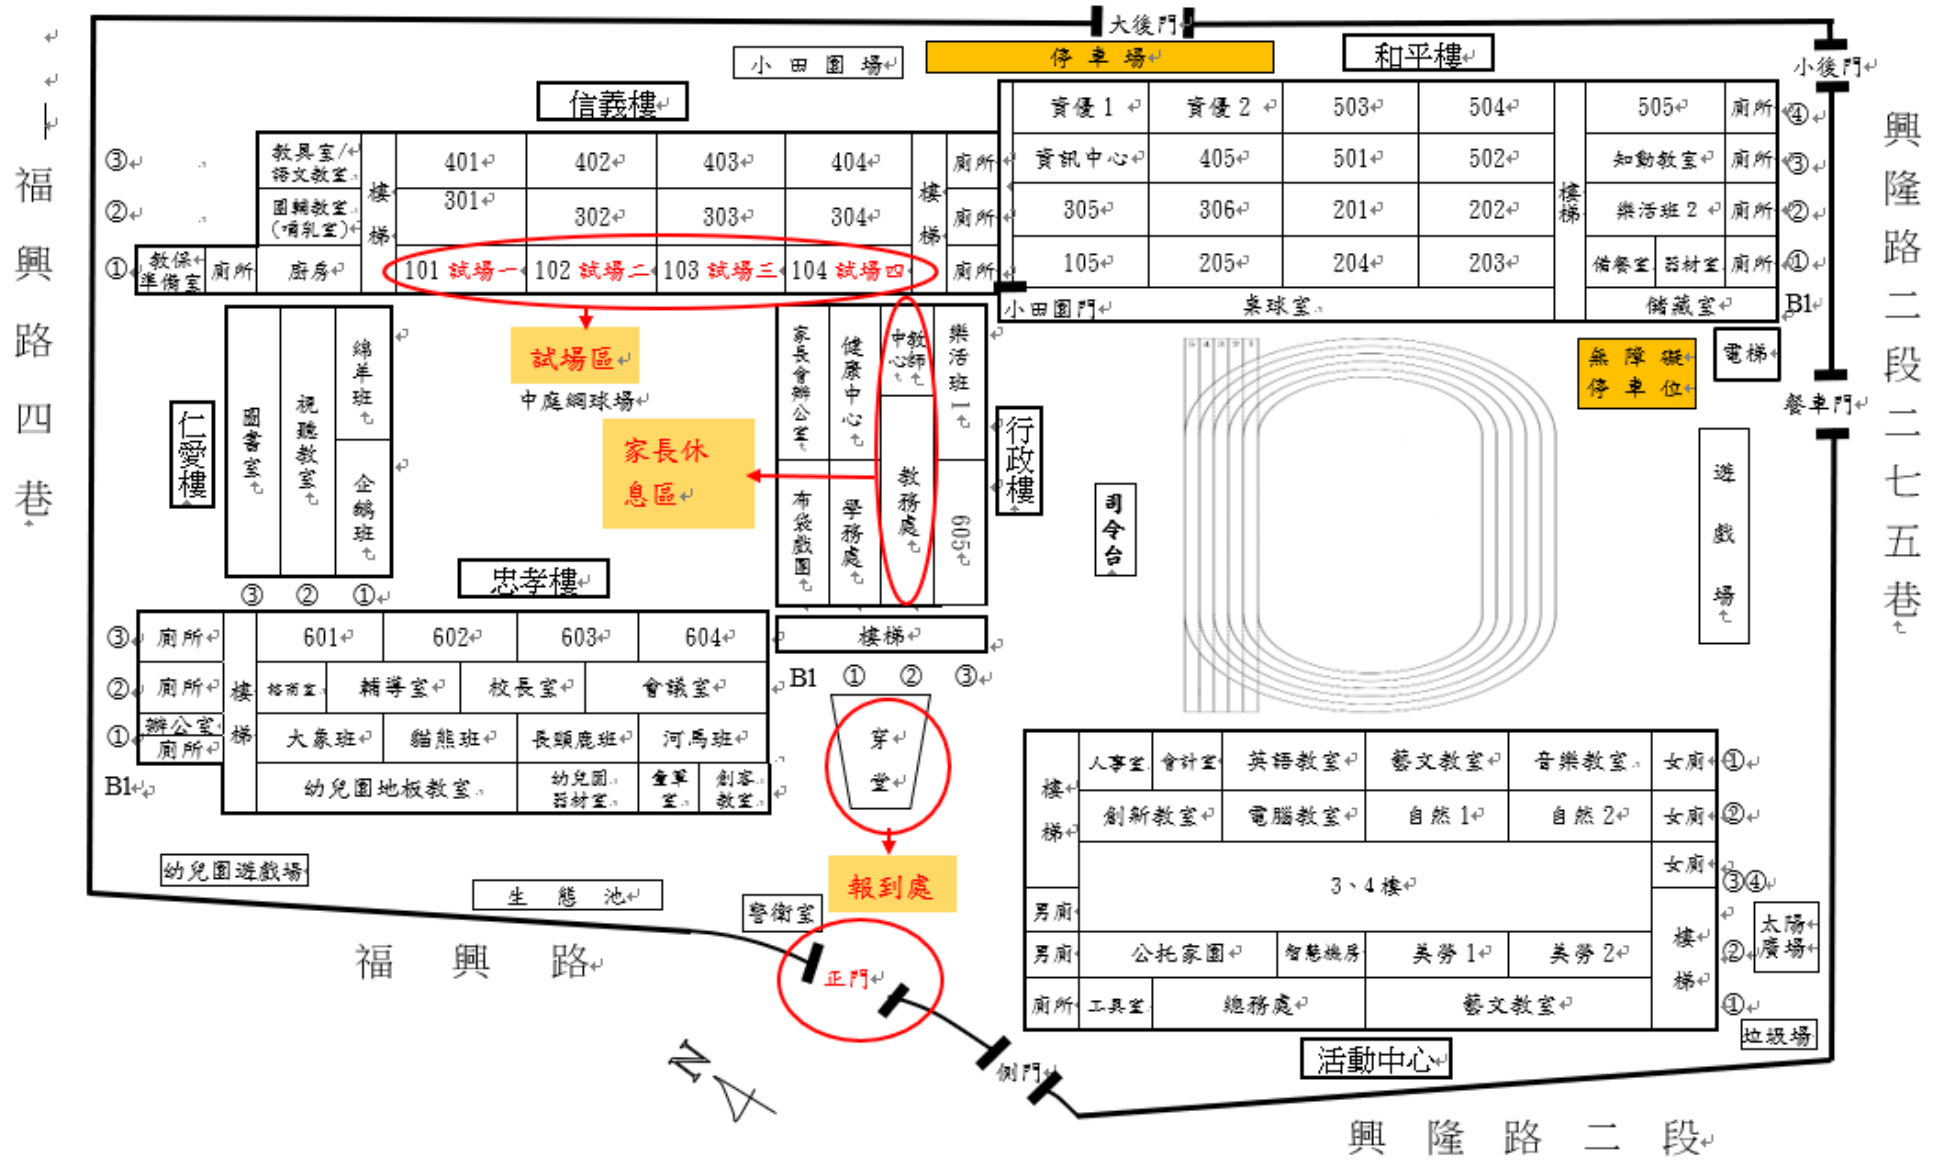 大後門
小田園場
停車場
和平樓
小後門
信義樓
資優1 資優2 503 504 505 廁所 ④
③ 教具室/
語文教室 401 402 403 404 廁所
資訊中心 405 501 502 知動教室 廁所 ③
② 團輔教室
(哺乳室) 301 302 303 304 廁所
305 306 201 202 樂活班2 廁所 ②
樓梯 樓梯 樓梯
① 教保
準備室 廁所 廚房 101 試場一 102 試場二 103 試場三 104 試場四 廁所
105 205 204 203 備餐室 器材室 廁所 ①
小田園門 桌球室 儲藏室 B1
福興路四巷
興隆路二段二七五巷
試場區
中庭網球場
家長休
息區
仁愛樓
圖書室
視聽教室
綿羊班
企鵝班
③ ② ①
家長會辦公室
健康中心
教師
中心
樂活班1
布袋戲團
學務處
教務處
605
行政樓
5 4 3 2 1
司令台
無障礙
停車位
電梯
餐車門
遊戲場
忠孝樓
③ 廁所 601 602 603 604
② 廁所 諮商室 輔導室 校長室 會議室
① 辦公室
廁所 大象班 貓熊班 長頸鹿班 河馬班
樓梯
B1 幼兒園地板教室 幼兒園
器材室 童軍
室 創客
教室
樓梯
B1 ① ② ③
穿堂
報到處
幼兒園遊戲場
生態池
警衛室
正門
側門
福興路
N
樓梯 人事室 會計室 英語教室 藝文教室 音樂教室 女廁 ①
創新教室 電腦教室 自然1 自然2 女廁 ②
3、4樓 女廁 ③④
男廁
男廁 公托家園 智慧機房 美勞1 美勞2 樓梯 ②
廁所 工具室 總務處 藝文教室 ①
太陽
廣場
垃圾場
活動中心
興隆路二段